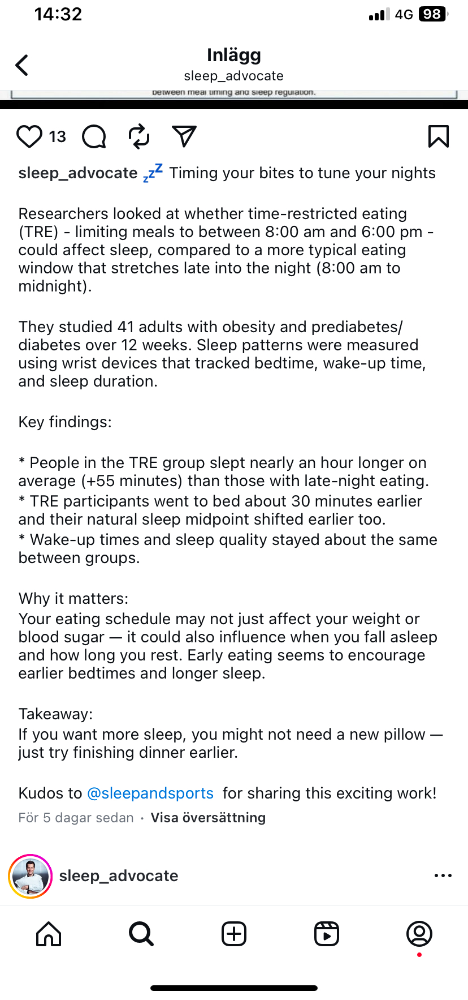 14:32
4G 98
Inlägg
sleep_advocate
between meal timing and sleep regulation.
13
sleep_advocate 💤 Timing your bites to tune your nights
Researchers looked at whether time-restricted eating
(TRE) - limiting meals to between 8:00 am and 6:00 pm -
could affect sleep, compared to a more typical eating
window that stretches late into the night (8:00 am to
midnight).
They studied 41 adults with obesity and prediabetes/
diabetes over 12 weeks. Sleep patterns were measured
using wrist devices that tracked bedtime, wake-up time,
and sleep duration.
Key findings:
* People in the TRE group slept nearly an hour longer on
average (+55 minutes) than those with late-night eating.
* TRE participants went to bed about 30 minutes earlier
and their natural sleep midpoint shifted earlier too.
* Wake-up times and sleep quality stayed about the same
between groups.
Why it matters:
Your eating schedule may not just affect your weight or
blood sugar — it could also influence when you fall asleep
and how long you rest. Early eating seems to encourage
earlier bedtimes and longer sleep.
Takeaway:
If you want more sleep, you might not need a new pillow —
just try finishing dinner earlier.
Kudos to @sleepandsports for sharing this exciting work!
För 5 dagar sedan · Visa översättning
sleep_advocate